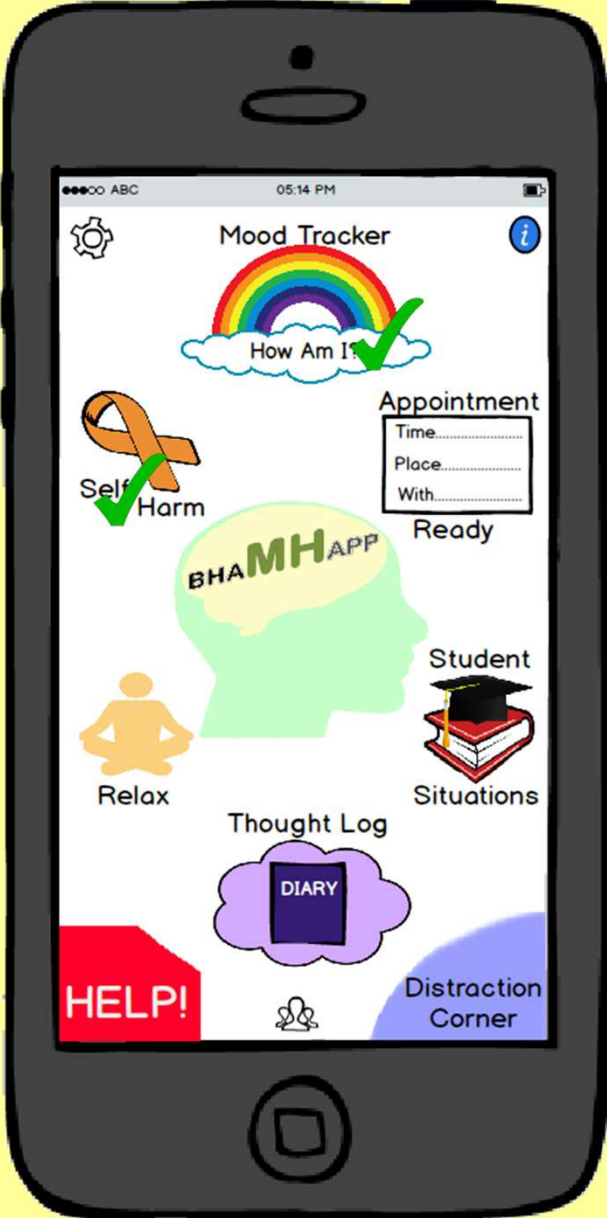 ABC 05:14 PM
Mood Tracker
i
How Am I?
Appointment
Time
Place
With
Ready
Self
Harm
BHAMHAPP
Student
Situations
Relax
Thought Log
DIARY
HELP!
Distraction
Corner